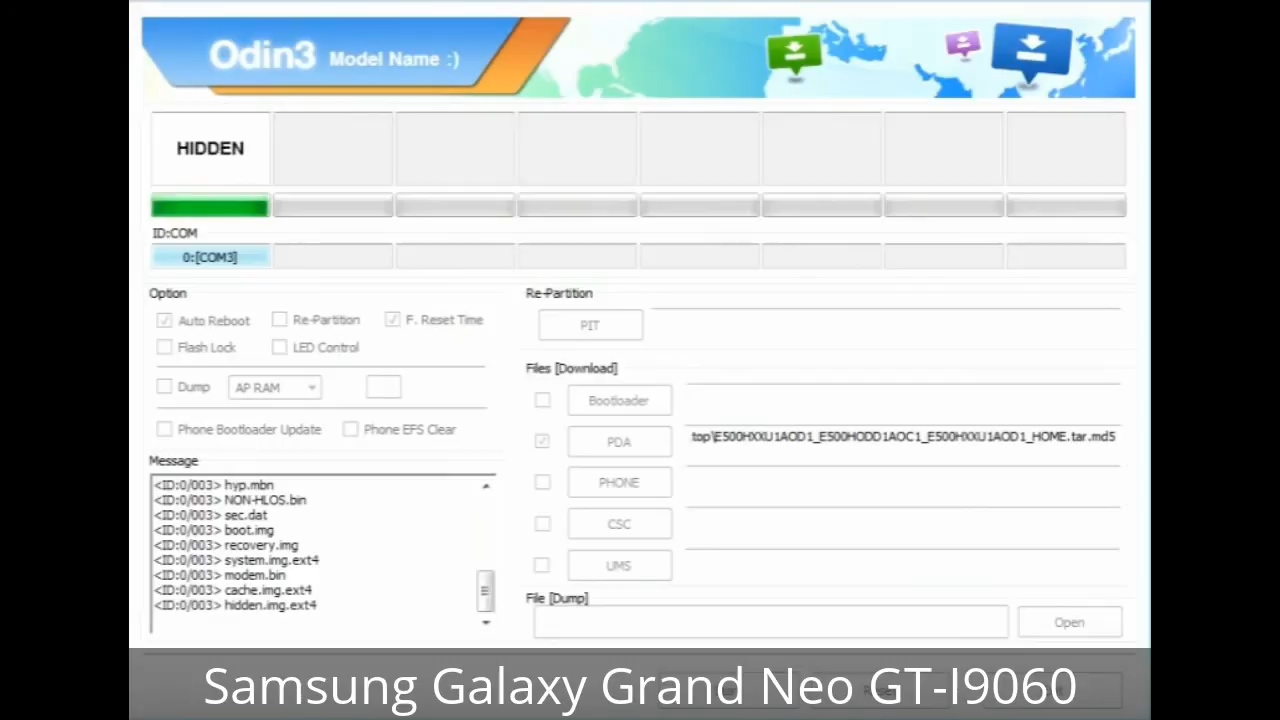 Odin3 Model Name :)
HIDDEN
ID:COM
0:[COM3]
Option
Auto Reboot Re-Partition F. Reset Time
Flash Lock LED Control
Dump AP RAM
Phone Bootloader Update Phone EFS Clear
Message
<ID:0/003> hyp.mbn
<ID:0/003> NON-HLOS.bin
<ID:0/003> sec.dat
<ID:0/003> boot.img
<ID:0/003> recovery.img
<ID:0/003> system.img.ext4
<ID:0/003> modem.bin
<ID:0/003> cache.img.ext4
<ID:0/003> hidden.img.ext4
Re-Partition
PIT
Files [Download]
Bootloader
PDA top\E500HXXU1AOD1_E500HODD1AOC1_E500HXXU1AOD1_HOME.tar.md5
PHONE
CSC
UMS
File [Dump]
Open
Samsung Galaxy Grand Neo GT-I9060